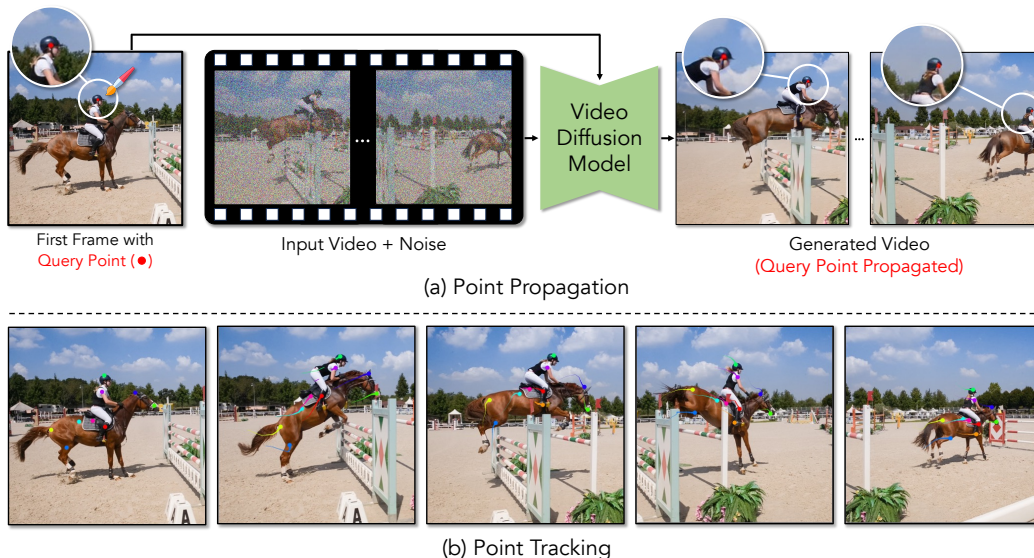 Video
Diffusion
Model
...
...
First Frame with
Query Point (●)
Input Video + Noise
Generated Video
(Query Point Propagated)
(a) Point Propagation
A
A
A
A
(b) Point Tracking